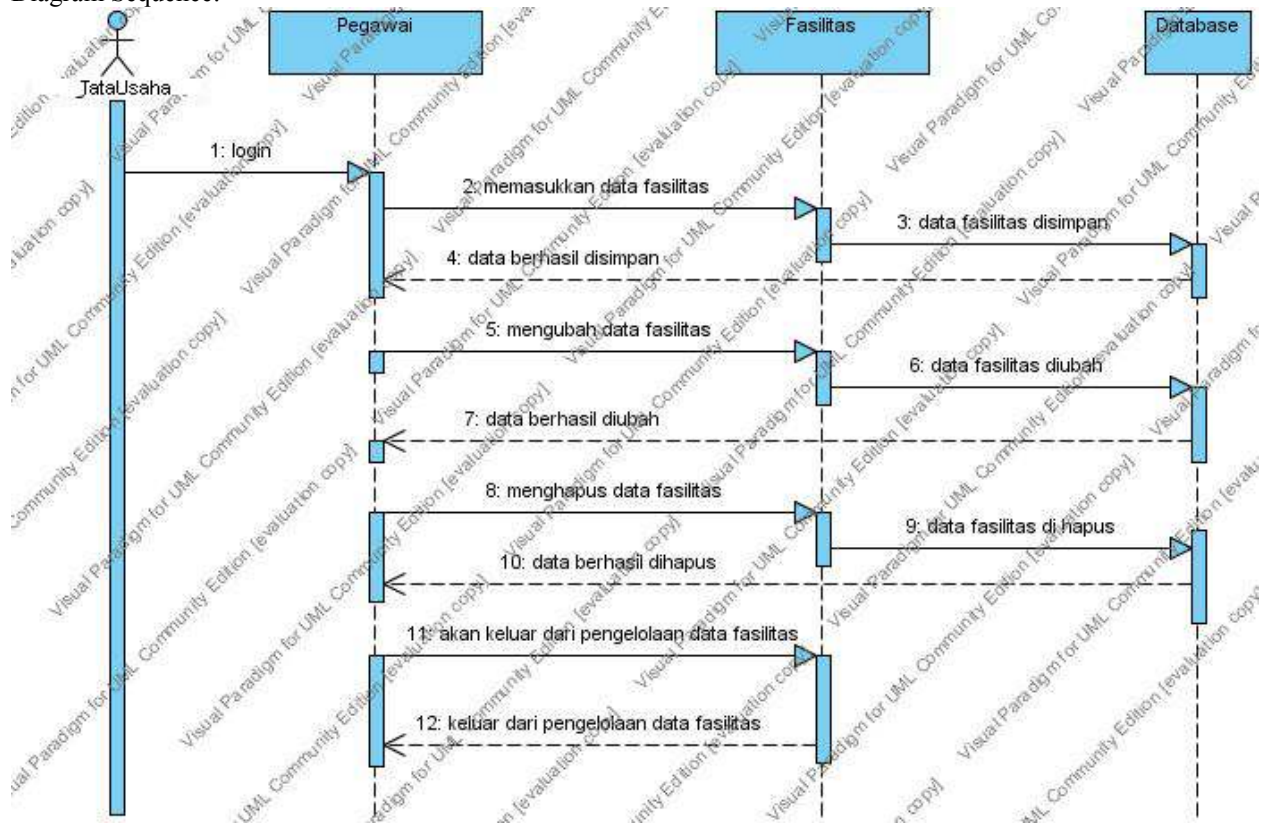 Diagram Sequence:
Pegawai
Fasilitas
Database
TataUsaha
1: login
2: memasukkan data fasilitas
3: data fasilitas disimpan
4: data berhasil disimpan
5: mengubah data fasilitas
6: data fasilitas diubah
7: data berhasil diubah
8: menghapus data fasilitas
9: data fasilitas di hapus
10: data berhasil dihapus
11: akan keluar dari pengelolaan data fasilitas
12: keluar dari pengelolaan data fasilitas
Visual Paradigm for UML Community Edition [evaluation copy]